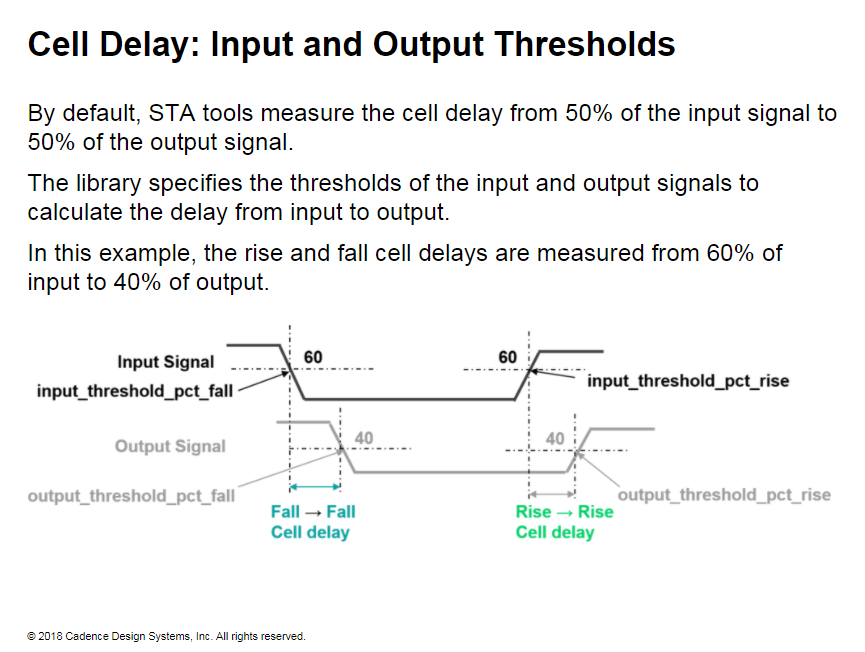 Cell Delay: Input and Output Thresholds
By default, STA tools measure the cell delay from 50% of the input signal to
50% of the output signal.
The library specifies the thresholds of the input and output signals to
calculate the delay from input to output.
In this example, the rise and fall cell delays are measured from 60% of
input to 40% of output.
Input Signal
60
60
input_threshold_pct_fall
input_threshold_pct_rise
Output Signal
40
40
output_threshold_pct_fall
output_threshold_pct_rise
Fall → Fall
Cell delay
Rise → Rise
Cell delay
© 2018 Cadence Design Systems, Inc. All rights reserved.